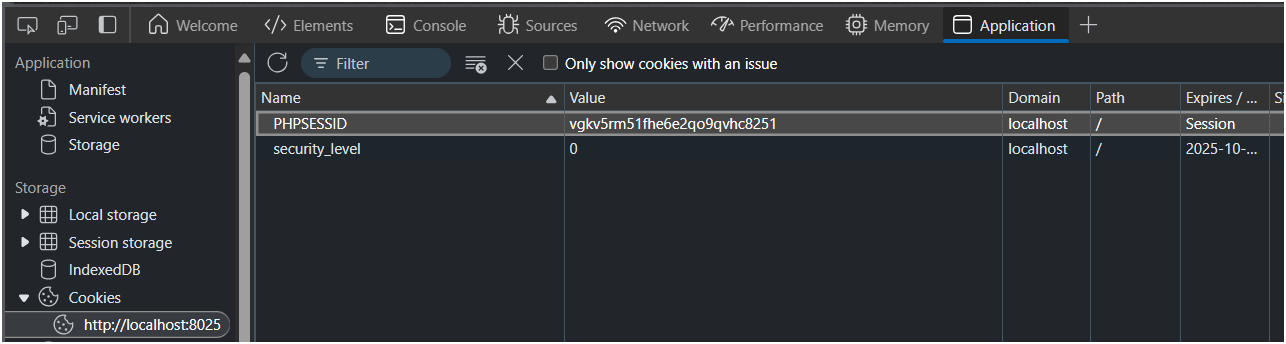 Welcome Elements Console Sources Network Performance Memory Application
Application
Manifest
Service workers
Storage
Storage
Local storage
Session storage
IndexedDB
Cookies
http://localhost:8025
Filter Only show cookies with an issue
Name Value Domain Path Expires / ... Si
PHPSESSID vgkv5rm51fhe6e2qo9qvhc8251 localhost / Session
security_level 0 localhost / 2025-10-...